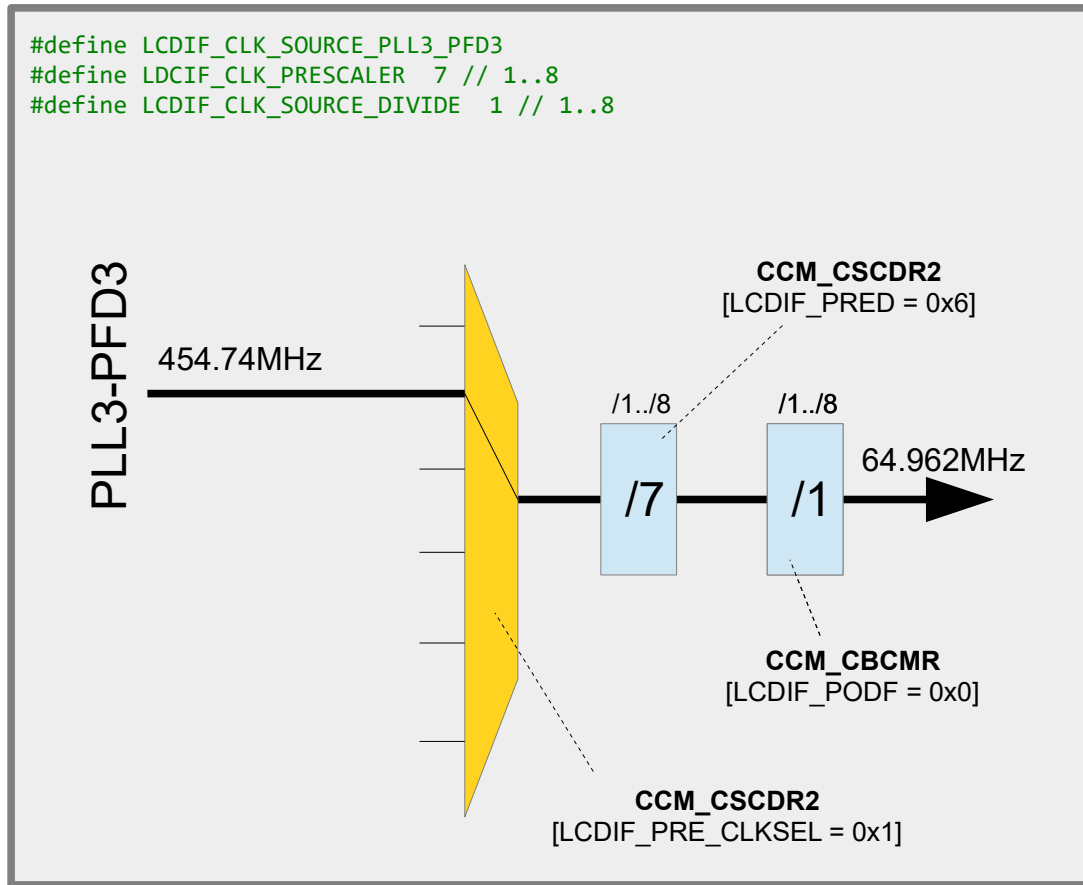 #define LCDIF_CLK_SOURCE_PLL3_PFD3
#define LDCIF_CLK_PRESCALER  7 // 1..8
#define LCDIF_CLK_SOURCE_DIVIDE  1 // 1..8
CCM_CSCDR2
[LCDIF_PRED = 0x6]
PLL3-PFD3
454.74MHz
/1../8
/1../8
64.962MHz
/7
/1
CCM_CBCMR
[LCDIF_PODF = 0x0]
CCM_CSCDR2
[LCDIF_PRE_CLKSEL = 0x1]